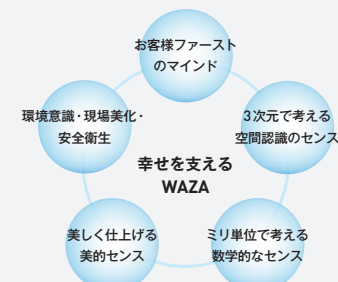 お客様ファースト
のマインド
3次元で考える
空間認識のセンス
ミリ単位で考える
数学的なセンス
美しく仕上げる
美的センス
環境意識・現場美化・
安全衛生
幸せを支える
WAZA